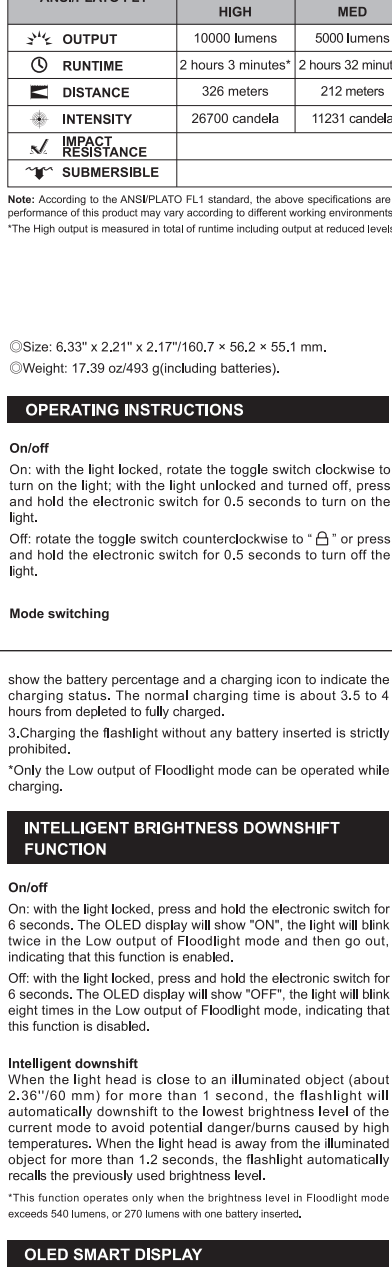 ANSI/PLATO FL1
HIGH MED
OUTPUT 10000 lumens 5000 lumens
RUNTIME 2 hours 3 minutes* 2 hours 32 minut
DISTANCE 326 meters 212 meters
INTENSITY 26700 candela 11231 candela
IMPACT
RESISTANCE
SUBMERSIBLE
Note: According to the ANSI/PLATO FL1 standard, the above specifications are
performance of this product may vary according to different working environments
*The High output is measured in total of runtime including output at reduced levels
◎Size: 6.33" x 2.21" x 2.17"/160.7 × 56.2 × 55.1 mm.
◎Weight: 17.39 oz/493 g(including batteries).
OPERATING INSTRUCTIONS
On/off
On: with the light locked, rotate the toggle switch clockwise to
turn on the light; with the light unlocked and turned off, press
and hold the electronic switch for 0.5 seconds to turn on the
light.
Off: rotate the toggle switch counterclockwise to " " or press
and hold the electronic switch for 0.5 seconds to turn off the
light.
Mode switching
show the battery percentage and a charging icon to indicate the
charging status. The normal charging time is about 3.5 to 4
hours from depleted to fully charged.
3.Charging the flashlight without any battery inserted is strictly
prohibited.
*Only the Low output of Floodlight mode can be operated while
charging.
INTELLIGENT BRIGHTNESS DOWNSHIFT
FUNCTION
On/off
On: with the light locked, press and hold the electronic switch for
6 seconds. The OLED display will show "ON", the light will blink
twice in the Low output of Floodlight mode and then go out,
indicating that this function is enabled.
Off: with the light locked, press and hold the electronic switch for
6 seconds. The OLED display will show "OFF", the light will blink
eight times in the Low output of Floodlight mode, indicating that
this function is disabled.
Intelligent downshift
When the light head is close to an illuminated object (about
2.36''/60 mm) for more than 1 second, the flashlight will
automatically downshift to the lowest brightness level of the
current mode to avoid potential danger/burns caused by high
temperatures. When the light head is away from the illuminated
object for more than 1.2 seconds, the flashlight automatically
recalls the previously used brightness level.
*This function operates only when the brightness level in Floodlight mode
exceeds 540 lumens, or 270 lumens with one battery inserted.
OLED SMART DISPLAY